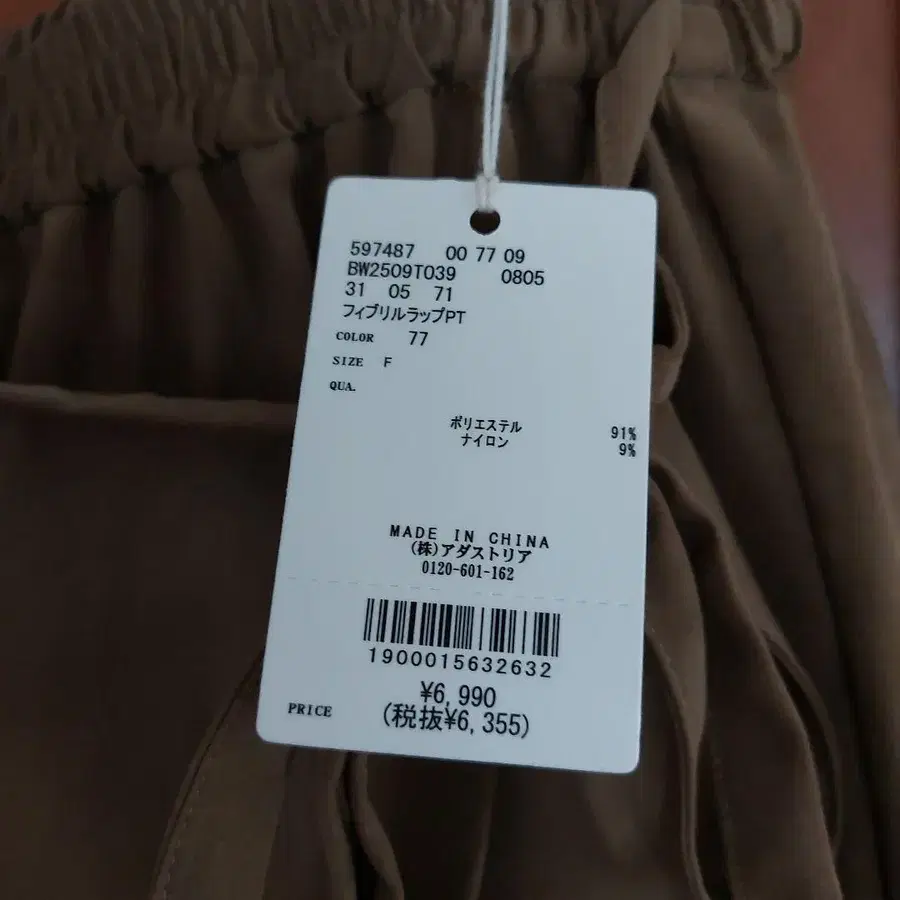 597487 00 77 09
BW2509T039 0805
31 05 71
フィブリルラップPT
COLOR 77
SIZE F
QUA.
ポリエステル 91%
ナイロン 9%
MADE IN CHINA
(株)アダストリア
0120-601-162
1900015632632
¥6,990
PRICE (税抜¥6,355)